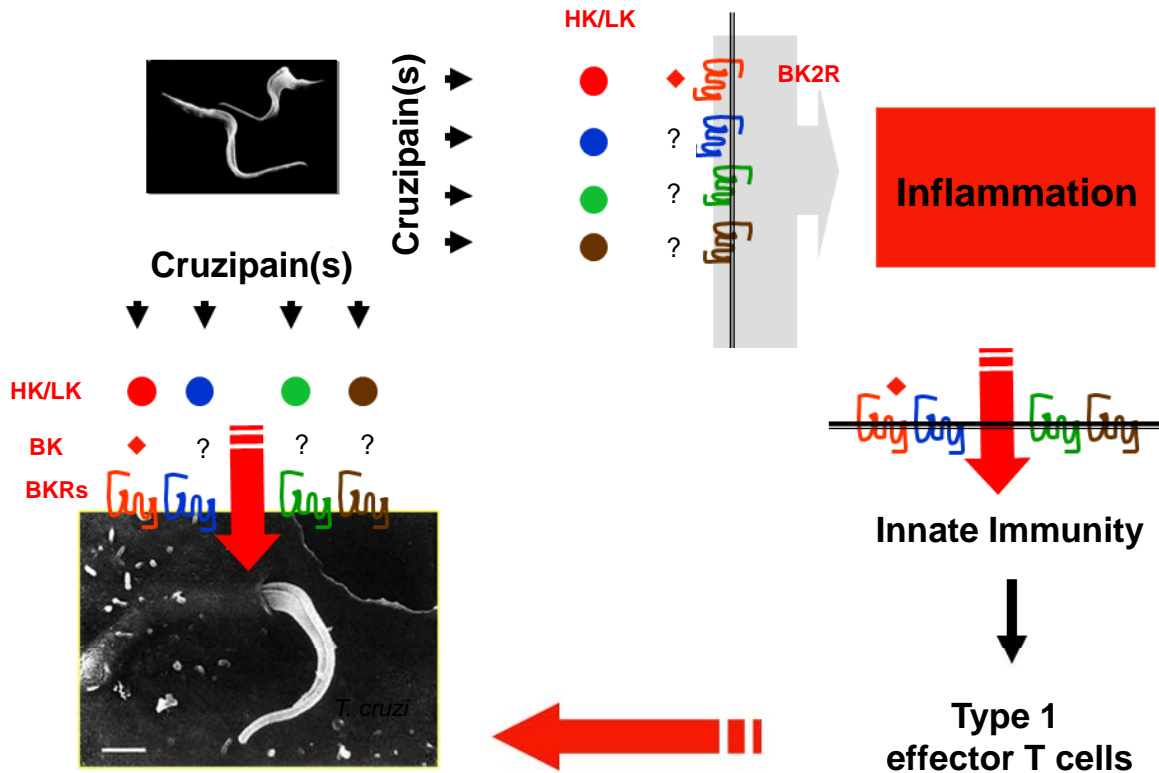 HK/LK
BK2R
Cruzipain(s)
?
?
?
Inflammation
Cruzipain(s)
HK/LK
BK
?
?
?
BKRs
T. cruzi
Innate Immunity
Type 1
effector T cells